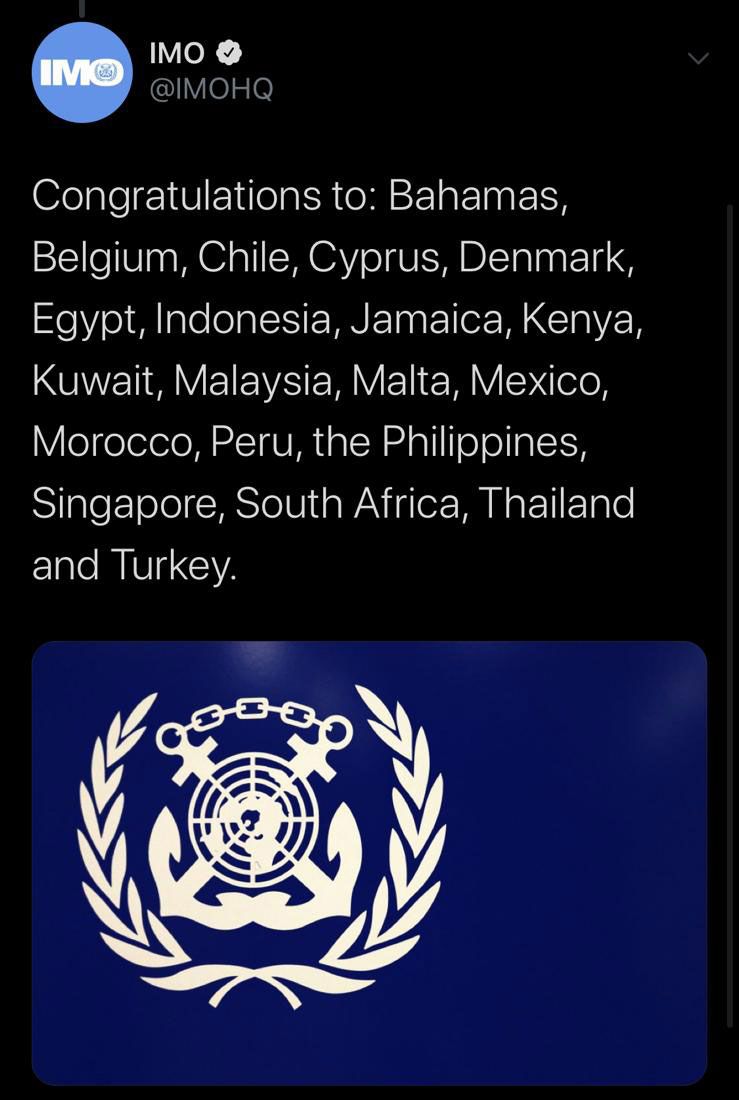 IMO
IMO
@IMOHQ
Congratulations to: Bahamas,
Belgium, Chile, Cyprus, Denmark,
Egypt, Indonesia, Jamaica, Kenya,
Kuwait, Malaysia, Malta, Mexico,
Morocco, Peru, the Philippines,
Singapore, South Africa, Thailand
and Turkey.